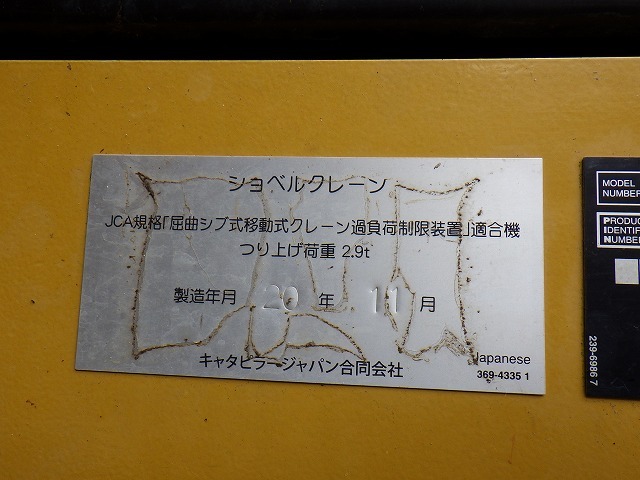 ショベルクレーン
JCA規格｢屈曲ジブ式移動式クレーン過負荷制限装置｣適合機
つり上げ荷重 2.9t
製造年月 20 年 11 月
キャタピラージャパン合同会社
Japanese
369-4335 1
MODEL
NUMBER
PRODUC
IDENTIF
NUMBE
239-6986 7